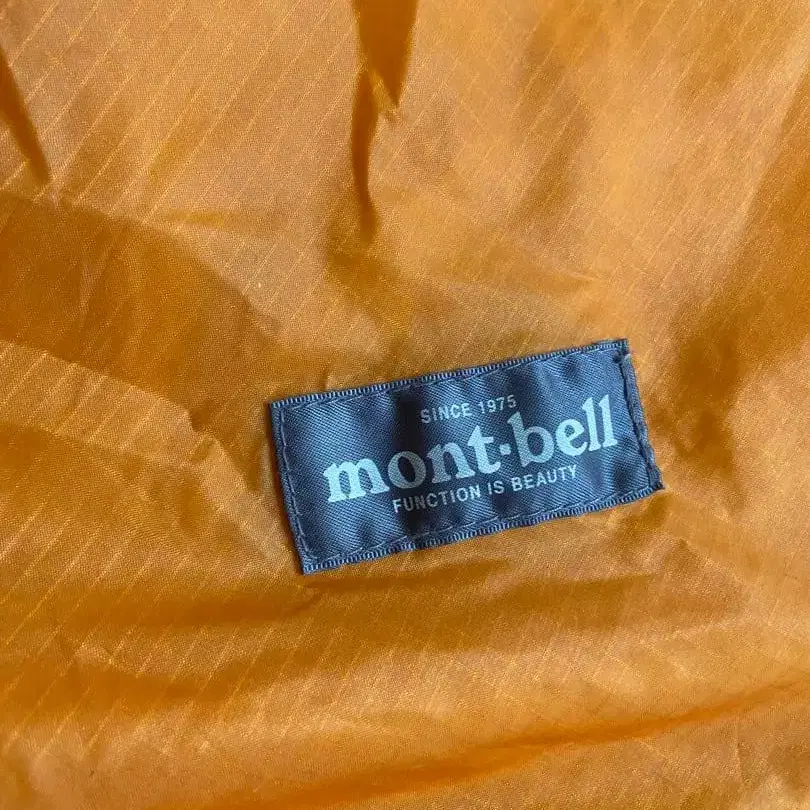 SINCE 1975
mont·bell
FUNCTION IS BEAUTY